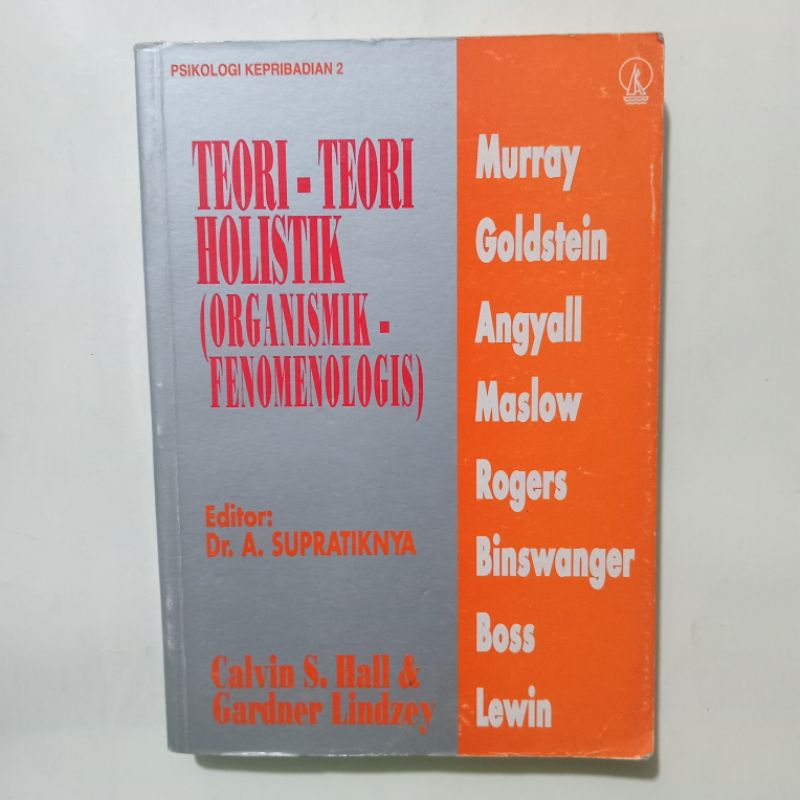 PSIKOLOGI KEPRIBADIAN 2
TEORI - TEORI
HOLISTIK
(ORGANISMIK -
FENOMENOLOGIS)
Editor:
Dr. A. SUPRATIKNYA
Calvin S. Hall &
Gardner Lindzey
Murray
Goldstein
Angyall
Maslow
Rogers
Binswanger
Boss
Lewin